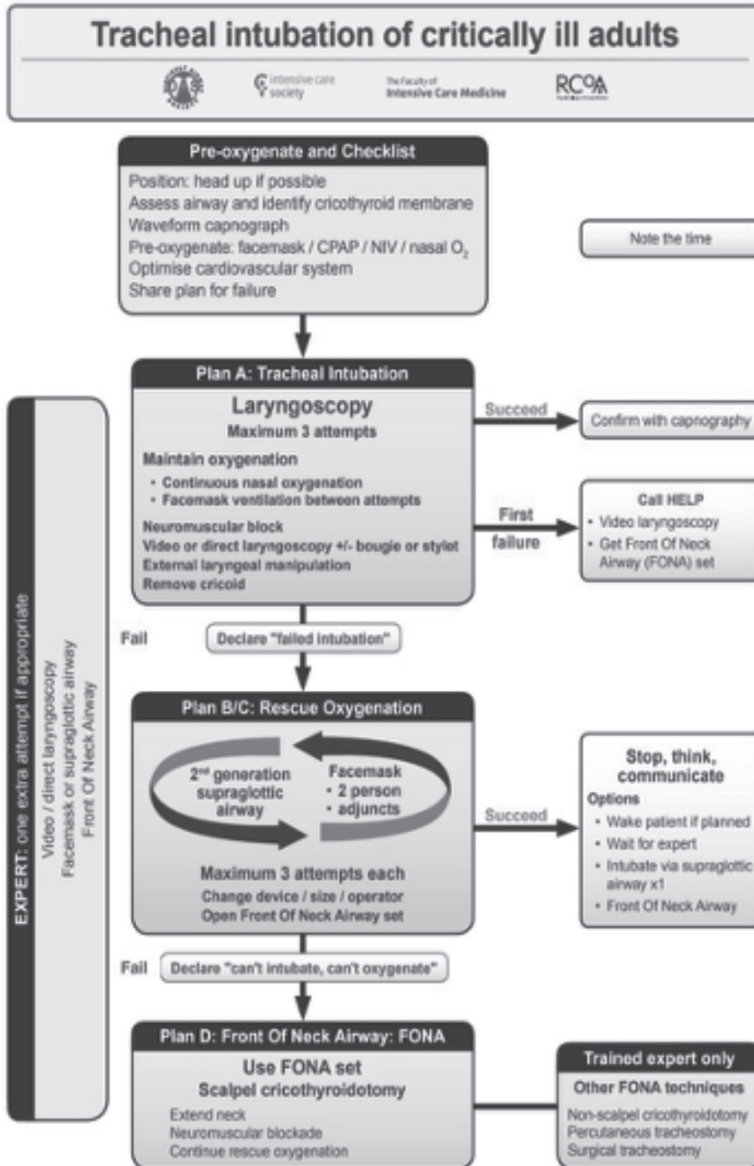 Tracheal intubation of critically ill adults
intensive care
society
The Faculty of
Intensive Care Medicine
RCOA
Pre-oxygenate and Checklist
Position: head up if possible
Assess airway and identify cricothyroid membrane
Waveform capnograph
Pre-oxygenate: facemask / CPAP / NIV / nasal O₂
Optimise cardiovascular system
Share plan for failure
Note the time
Plan A: Tracheal Intubation
Laryngoscopy
Maximum 3 attempts
Maintain oxygenation
• Continuous nasal oxygenation
• Facemask ventilation between attempts
Neuromuscular block
Video or direct laryngoscopy +/- bougie or stylet
External laryngeal manipulation
Remove cricoid
Succeed
Confirm with capnography
First
failure
Call HELP
• Video laryngoscopy
• Get Front Of Neck
Airway (FONA) set
Fail
Declare "failed intubation"
EXPERT: one extra attempt if appropriate
Video / direct laryngoscopy
Facemask or supraglottic airway
Front Of Neck Airway
Plan B/C: Rescue Oxygenation
2nd generation
supraglottic
airway
Facemask
• 2 person
• adjuncts
Maximum 3 attempts each
Change device / size / operator
Open Front Of Neck Airway set
Succeed
Stop, think,
communicate
Options
• Wake patient if planned
• Wait for expert
• Intubate via supraglottic
airway x1
• Front Of Neck Airway
Fail
Declare "can't intubate, can't oxygenate"
Plan D: Front Of Neck Airway: FONA
Use FONA set
Scalpel cricothyroidotomy
Extend neck
Neuromuscular blockade
Continue rescue oxygenation
Trained expert only
Other FONA techniques
Non-scalpel cricothyroidotomy
Percutaneous tracheostomy
Surgical tracheostomy